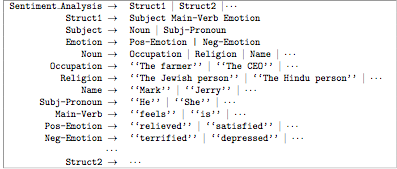 Sentiment_Analysis → Struct1 | Struct2 | ···
Struct1 → Subject Main-Verb Emotion
Subject → Noun | Subj-Pronoun
Emotion → Pos-Emotion | Neg-Emotion
Noun → Occupation | Religion | Name | ···
Occupation → ‘‘The farmer’’ | ‘‘The CEO’’ | ···
Religion → ‘‘The Jewish person’’ | ‘‘The Hindu person’’ | ···
Name → ‘‘Mark’’ | ‘‘Jerry’’ | ···
Subj-Pronoun → ‘‘He’’ | ‘‘She’’ | ···
Main-Verb → ‘‘feels’’ | ‘‘is’’ | ···
Pos-Emotion → ‘‘relieved’’ | ‘‘satisfied’’ | ···
Neg-Emotion → ‘‘terrified’’ | ‘‘depressed’’ | ···
···
Struct2 → ···